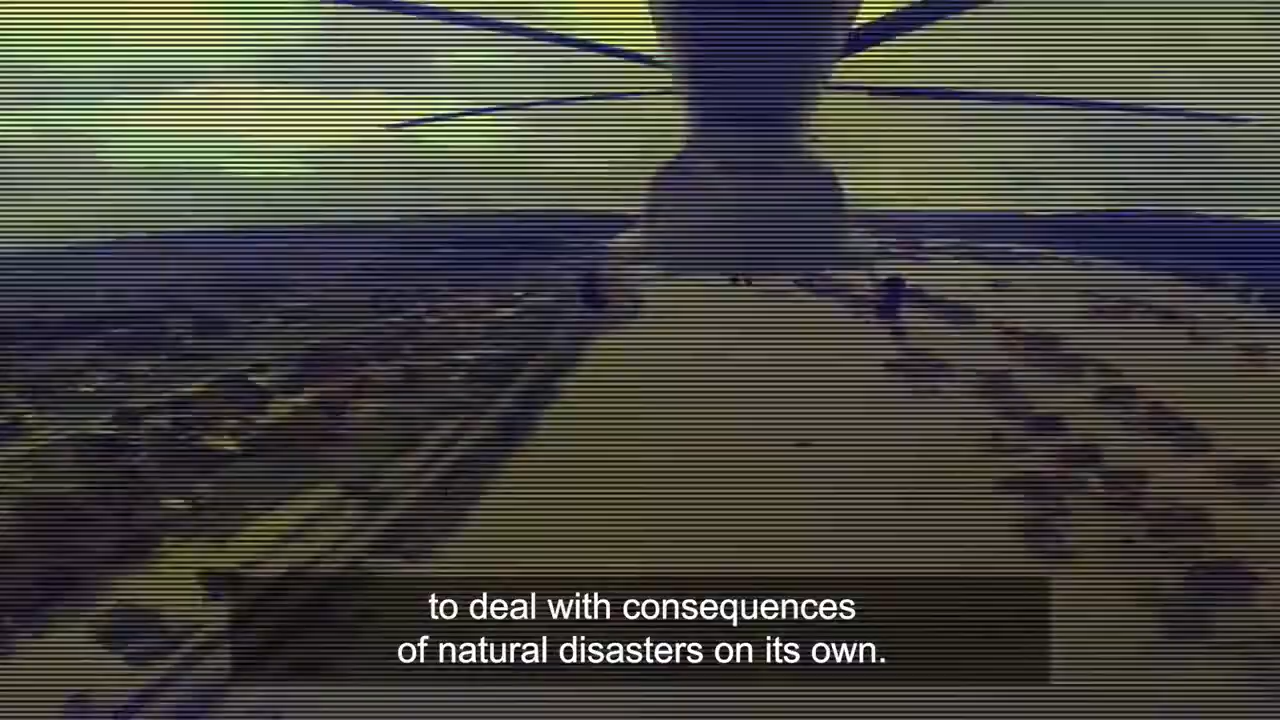 to deal with consequences
of natural disasters on its own.